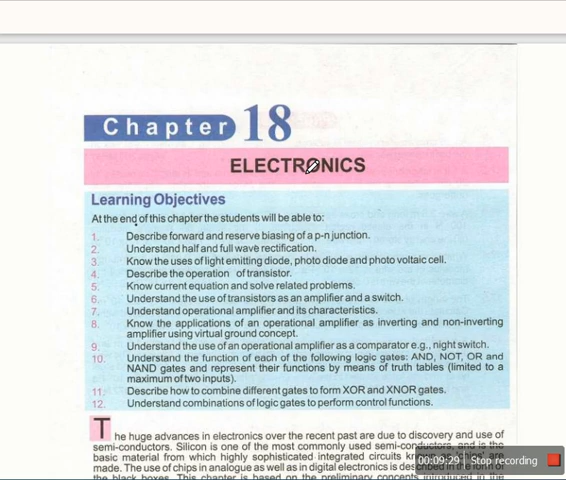 Chapter 18
ELECTRONICS
Learning Objectives
At the end of this chapter the students will be able to:
1. Describe forward and reserve biasing of a p-n junction.
2. Understand half and full wave rectification.
3. Know the uses of light emitting diode, photo diode and photo voltaic cell.
4. Describe the operation of transistor.
5. Know current equation and solve related problems.
6. Understand the use of transistors as an amplifier and a switch.
7. Understand operational amplifier and its characteristics.
8. Know the applications of an operational amplifier as inverting and non-inverting
amplifier using virtual ground concept.
9. Understand the use of an operational amplifier as a comparator e.g., night switch.
10. Understand the function of each of the following logic gates: AND, NOT, OR and
NAND gates and represent their functions by means of truth tables (limited to a
maximum of two inputs).
11. Describe how to combine different gates to form XOR and XNOR gates.
12. Understand combinations of logic gates to perform control functions.
The huge advances in electronics over the recent past are due to discovery and use of
semi-conductors. Silicon is one of the most commonly used semi-conductors, and is the
basic material from which highly sophisticated integrated circuits
made. The use of chips in analogue as well as in digital electronics is
the black boxes. This chapter is based on the preliminary concepts introduced in the
00:09:29 Stop recording